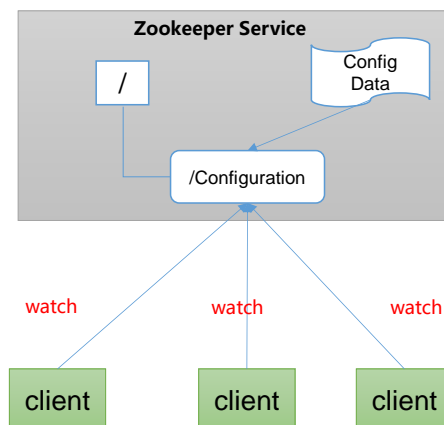 Zookeeper Service
/
Config
Data
/Configuration
watch
watch
watch
client
client
client